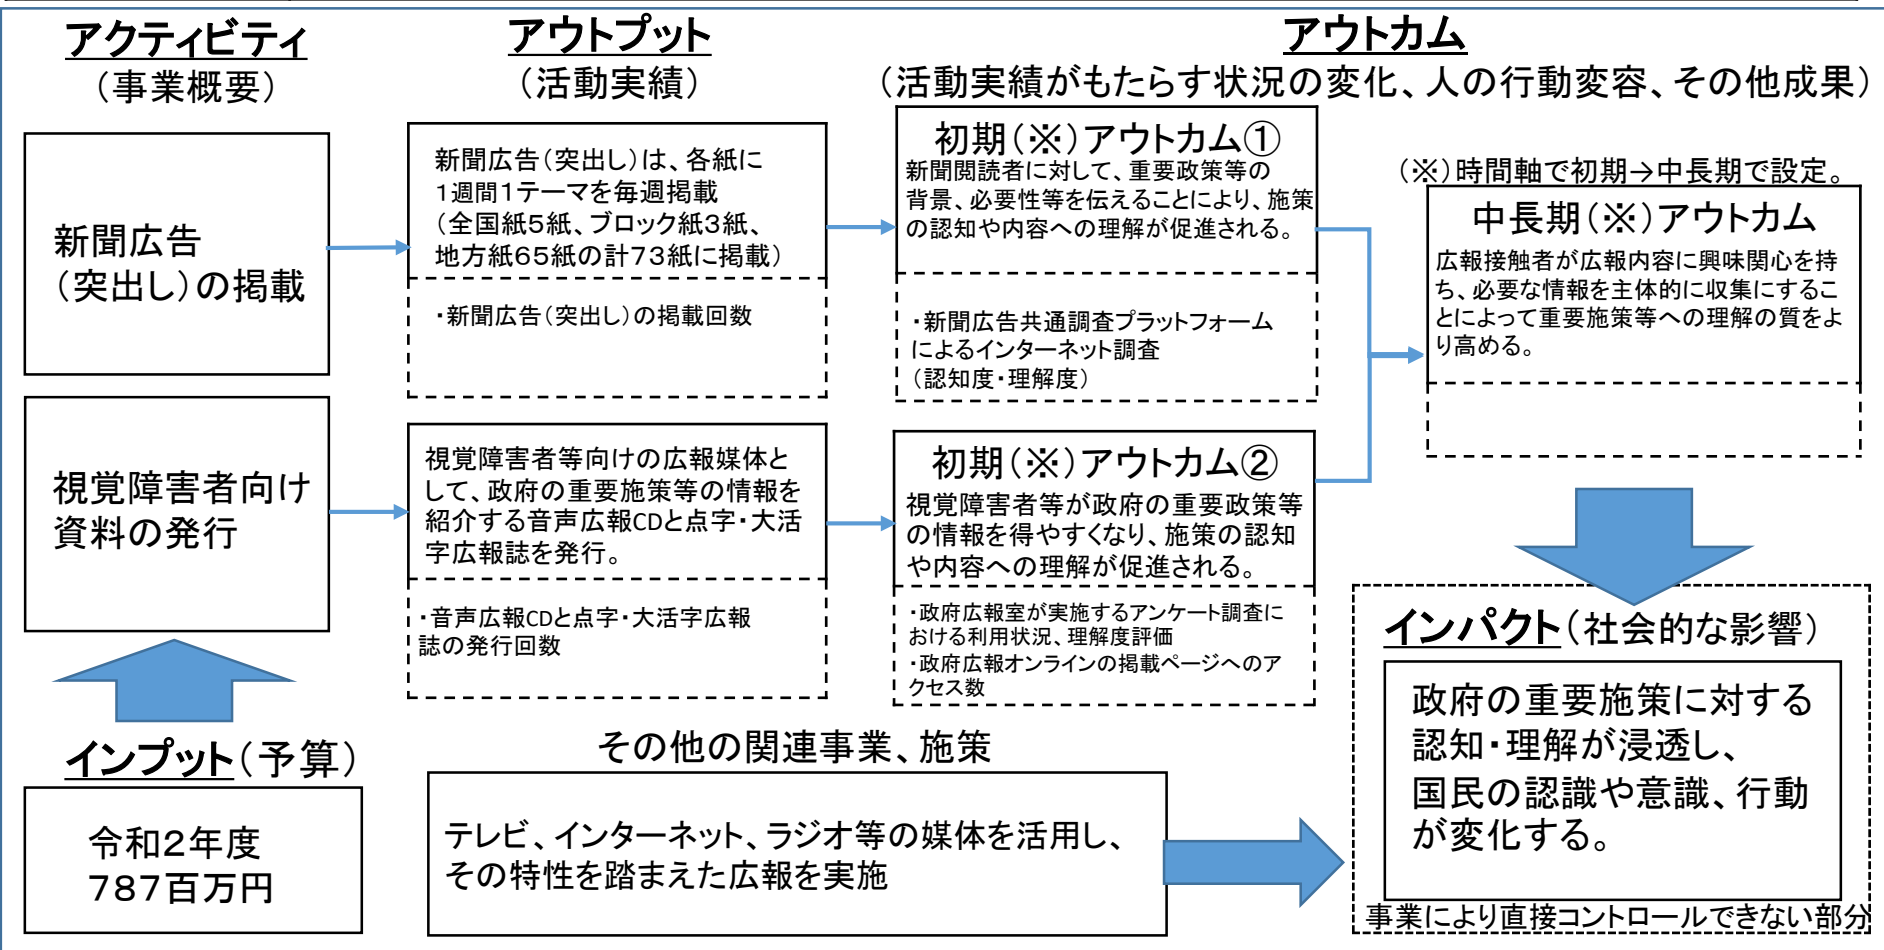 アクティビティ
（事業概要）
新聞広告
（突出し）の掲載
視覚障害者向け
資料の発行
インプット（予算）
令和２年度
７８７百万円
アウトプット
（活動実績）
新聞広告（突出し）は、各紙に
１週間１テーマを毎週掲載
（全国紙５紙、ブロック紙３紙、
地方紙６５紙の計７３紙に掲載）
・新聞広告（突出し）の掲載回数
視覚障害者等向けの広報媒体と
して、政府の重要施策等の情報を
紹介する音声広報CDと点字・大活
字広報誌を発行。
・音声広報CDと点字・大活字広報
誌の発行回数
アウトカム
（活動実績がもたらす状況の変化、人の行動変容、その他成果）
初期（※）アウトカム①
新聞閲読者に対して、重要政策等の
背景、必要性等を伝えることにより、施策
の認知や内容への理解が促進される。
・新聞広告共通調査プラットフォーム
によるインターネット調査
（認知度・理解度）
初期（※）アウトカム②
視覚障害者等が政府の重要政策等
の情報を得やすくなり、施策の認知
や内容への理解が促進される。
・政府広報室が実施するアンケート調査に
おける利用状況、理解度評価
・政府広報オンラインの掲載ページへのア
クセス数
（※）時間軸で初期→中長期で設定。
中長期（※）アウトカム
広報接触者が広報内容に興味関心を持
ち、必要な情報を主体的に収集にするこ
とによって重要施策等への理解の質をよ
り高める。
その他の関連事業、施策
テレビ、インターネット、ラジオ等の媒体を活用し、
その特性を踏まえた広報を実施
インパクト（社会的な影響）
政府の重要施策に対する
認知・理解が浸透し、
国民の認識や意識、行動
が変化する。
事業により直接コントロールできない部分